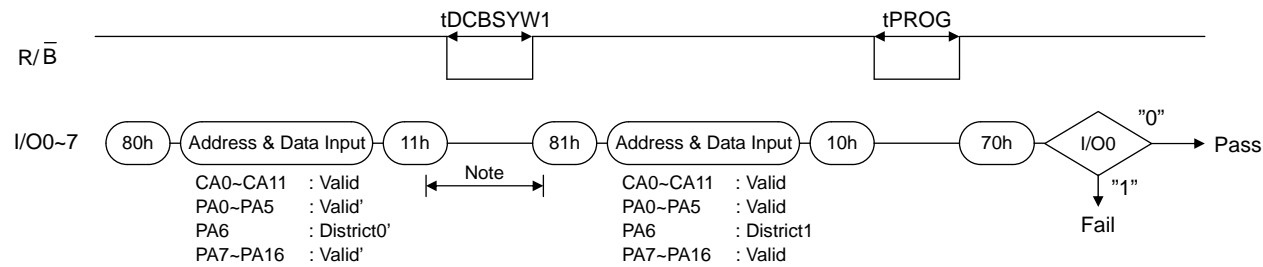 tDCBSYW1 tPROG
R/B̅
I/O0~7 80h Address & Data Input 11h 81h Address & Data Input 10h 70h I/O0 ”0” Pass
Note ”1”
Fail
CA0~CA11 : Valid
PA0~PA5 : Valid’
PA6 : District0’
PA7~PA16 : Valid’
CA0~CA11 : Valid
PA0~PA5 : Valid
PA6 : District1
PA7~PA16 : Valid